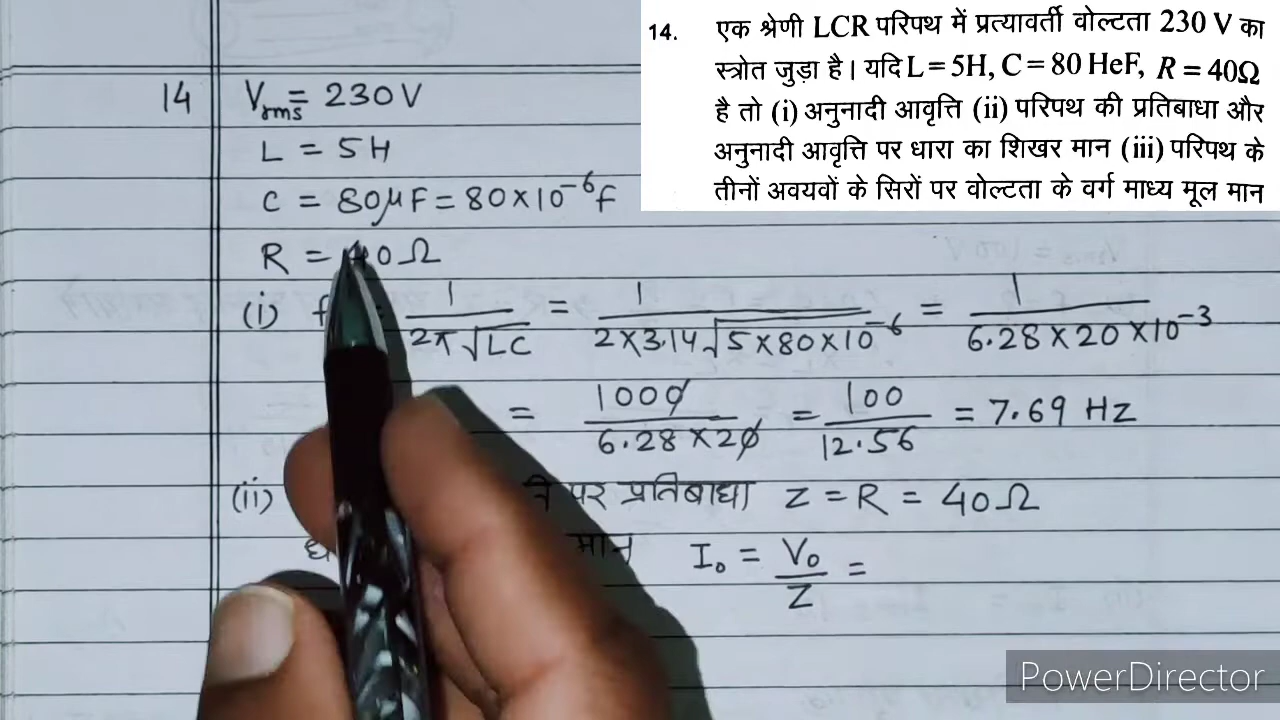 14. एक श्रेणी LCR परिपथ में प्रत्यावर्ती वोल्टता 230 V का
स्त्रोत जुड़ा है। यदि L = 5H, C = 80 HeF, R = 40Ω
है तो (i) अनुनादी आवृत्ति (ii) परिपथ की प्रतिबाधा और
अनुनादी आवृत्ति पर धारा का शिखर मान (iii) परिपथ के
तीनों अवयवों के सिरों पर वोल्टता के वर्ग माध्य मूल मान
14 Vrms = 230V
L = 5H
C = 80μF = 80×10⁻⁶F
R = 40Ω
(i) f = 1/2π√LC = 1/2×3.14√5×80×10⁻⁶ = 1/6.28×20×10⁻³
= 1000/6.28×20 = 100/12.56 = 7.69 Hz
(ii) पर प्रतिबाधा Z = R = 40Ω
मान I₀ = V₀/Z =
PowerDirector